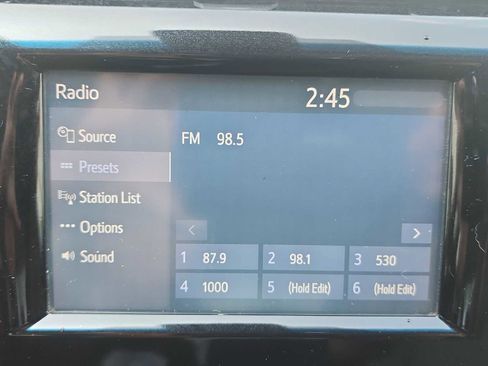 Radio 2:45
Source
FM 98.5
Presets
Station List
Options
Sound
1 87.9 2 98.1 3 530
4 1000 5 (Hold Edit) 6 (Hold Edit)